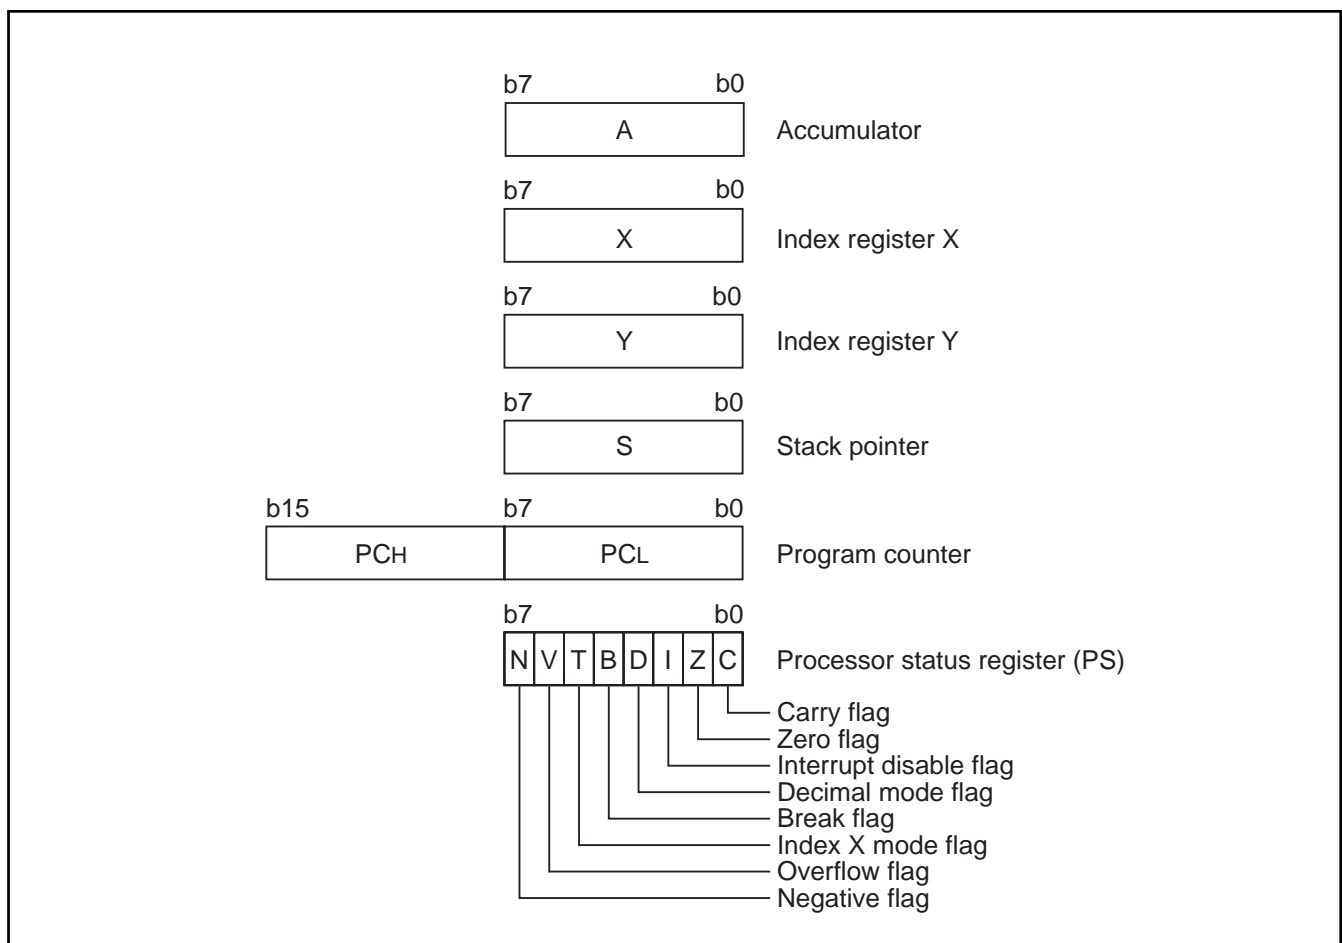 b7 b0
A Accumulator
b7 b0
X Index register X
b7 b0
Y Index register Y
b7 b0
S Stack pointer
b15 b7 b0
PCH PCL Program counter
b7 b0
N V T B D I Z C Processor status register (PS)
Carry flag
Zero flag
Interrupt disable flag
Decimal mode flag
Break flag
Index X mode flag
Overflow flag
Negative flag